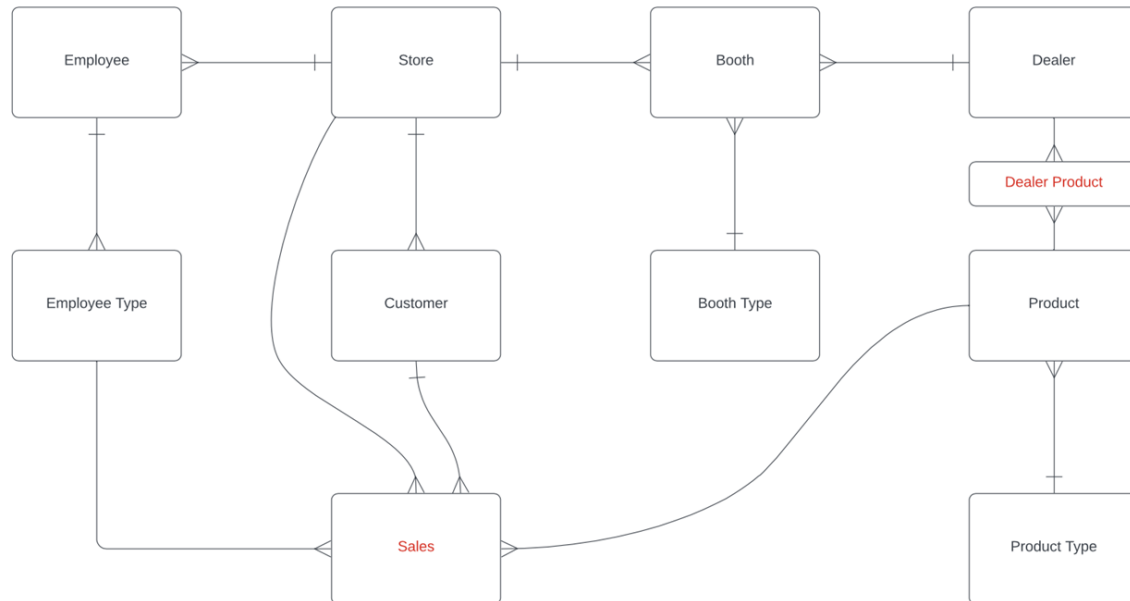 Employee
Store
Booth
Dealer
Dealer Product
Employee Type
Customer
Booth Type
Product
Sales
Product Type